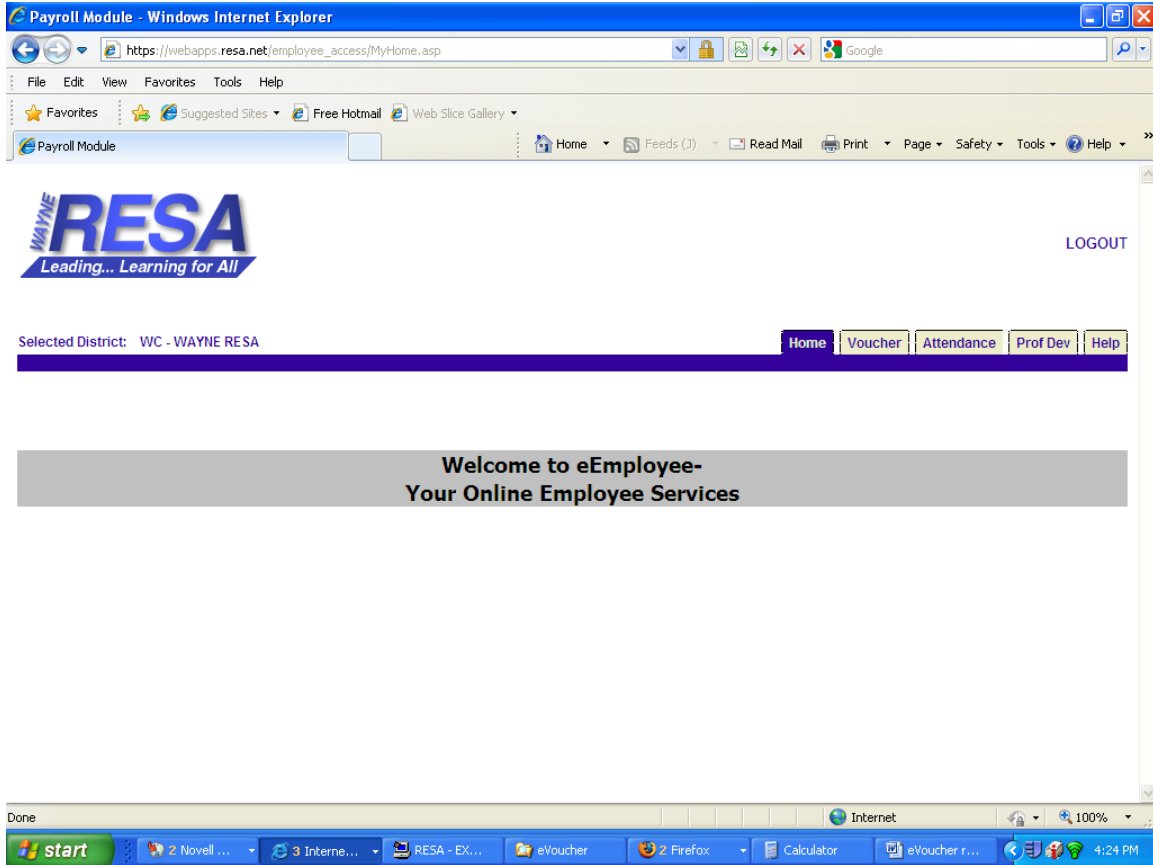 Payroll Module - Windows Internet Explorer
https://webapps.resa.net/employee_access/MyHome.asp
Google
File Edit View Favorites Tools Help
Favorites Suggested Sites Free Hotmail Web Slice Gallery
Payroll Module Home Feeds (J) Read Mail Print Page Safety Tools Help »
WAYNE
RESA
Leading... Learning for All
LOGOUT
Selected District: WC - WAYNE RESA Home Voucher Attendance Prof Dev Help
Welcome to eEmployee-
Your Online Employee Services
Done Internet 100%
start 2 Novell ... 3 Interne... RESA - EX... eVoucher 2 Firefox Calculator eVoucher r... 4:24 PM